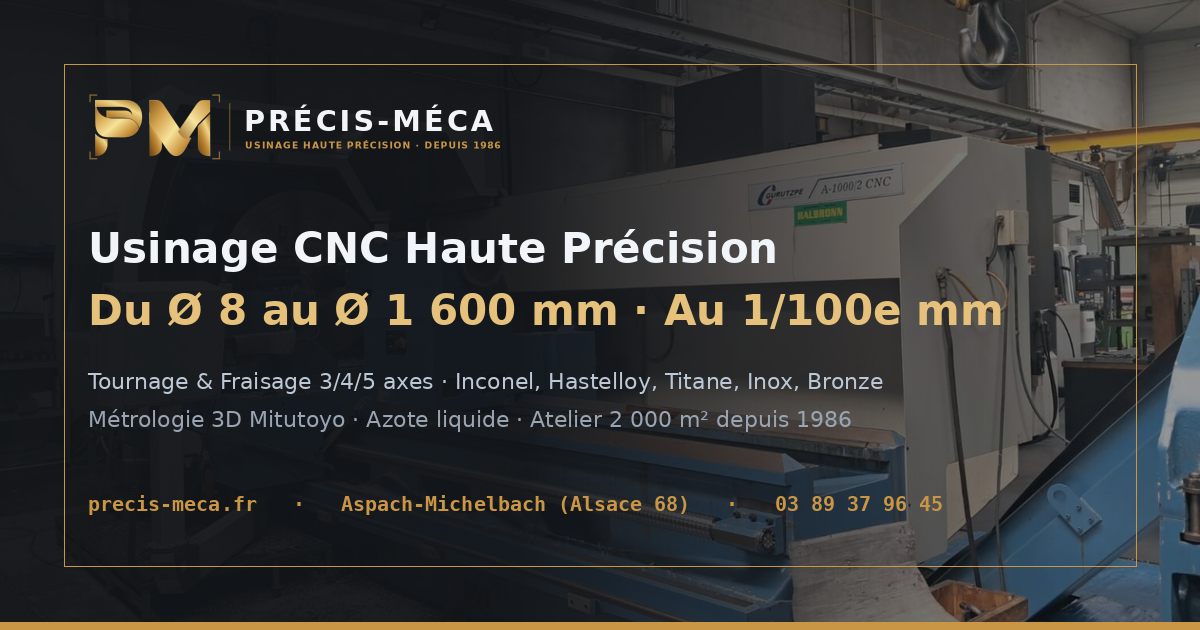 PM
PRÉCIS-MÉCA
USINAGE HAUTE PRÉCISION · DEPUIS 1986
GURUTZPE / A-1000/2 CNC
HALBRONN
Usinage CNC Haute Précision
Du Ø 8 au Ø 1 600 mm · Au 1/100e mm
Tournage & Fraisage 3/4/5 axes · Inconel, Hastelloy, Titane, Inox, Bronze
Métrologie 3D Mitutoyo · Azote liquide · Atelier 2 000 m² depuis 1986
precis-meca.fr · Aspach-Michelbach (Alsace 68) · 03 89 37 96 45